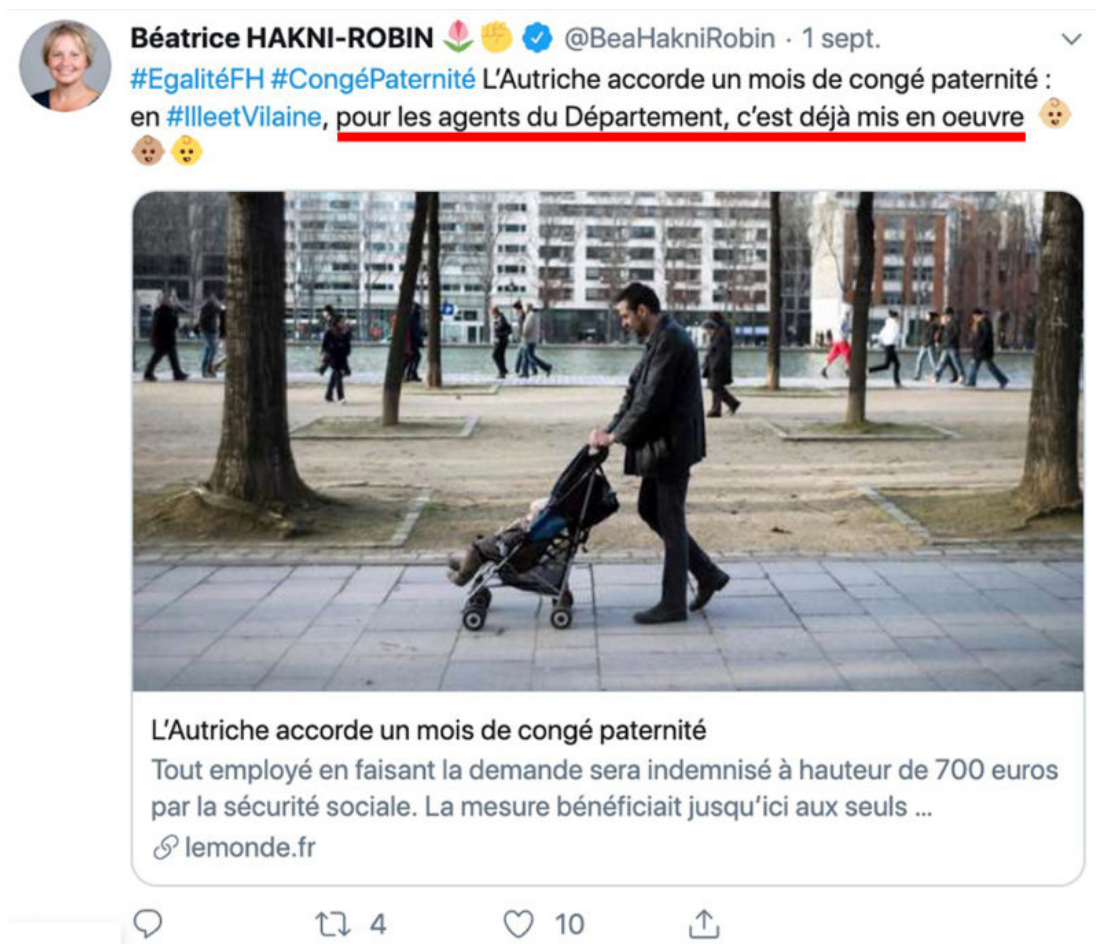 Béatrice HAKNI-ROBIN 🌷✊ @BeaHakniRobin · 1 sept.
#EgalitéFH #CongéPaternité L'Autriche accorde un mois de congé paternité :
en #IlleetVilaine, pour les agents du Département, c'est déjà mis en oeuvre 👶🏼
👶🏽👶
L'Autriche accorde un mois de congé paternité
Tout employé en faisant la demande sera indemnisé à hauteur de 700 euros
par la sécurité sociale. La mesure bénéficiait jusqu'ici aux seuls ...
lemonde.fr
4 10